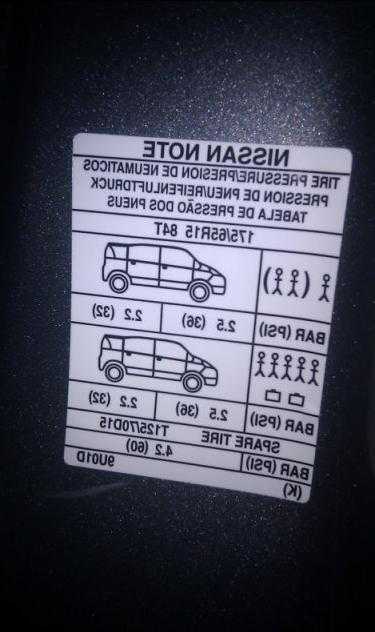 NISSAN NOTE
TIRE PRESSURE/PRESION DE NEUMATICOS
PRESSION DE PNEU/REIFENLUFTDRUCK
TABELA DE PRESSÃO DOS PNEUS
175/65R15 84T
BAR (PSI) 2.5 (36) 2.2 (32)
BAR (PSI) 2.5 (36) 2.2 (32)
SPARE TIRE T125/70D15
BAR (PSI) 4.2 (60)
(K) 9U01D